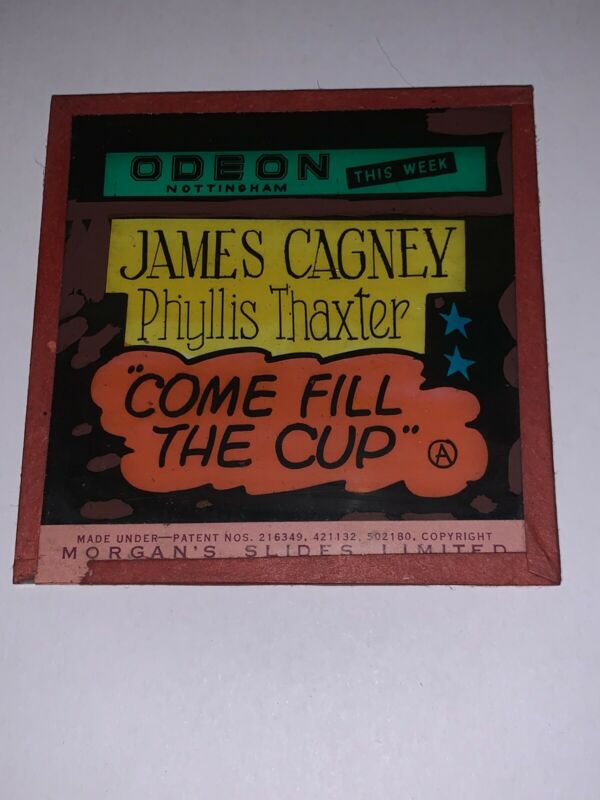 ODEON
NOTTINGHAM
THIS WEEK
JAMES CAGNEY
Phyllis Thaxter
"COME FILL
THE CUP" A
MADE UNDER—PATENT NOS. 216349, 421132, 502180, COPYRIGHT
MORGAN'S SLIDES LIMITED